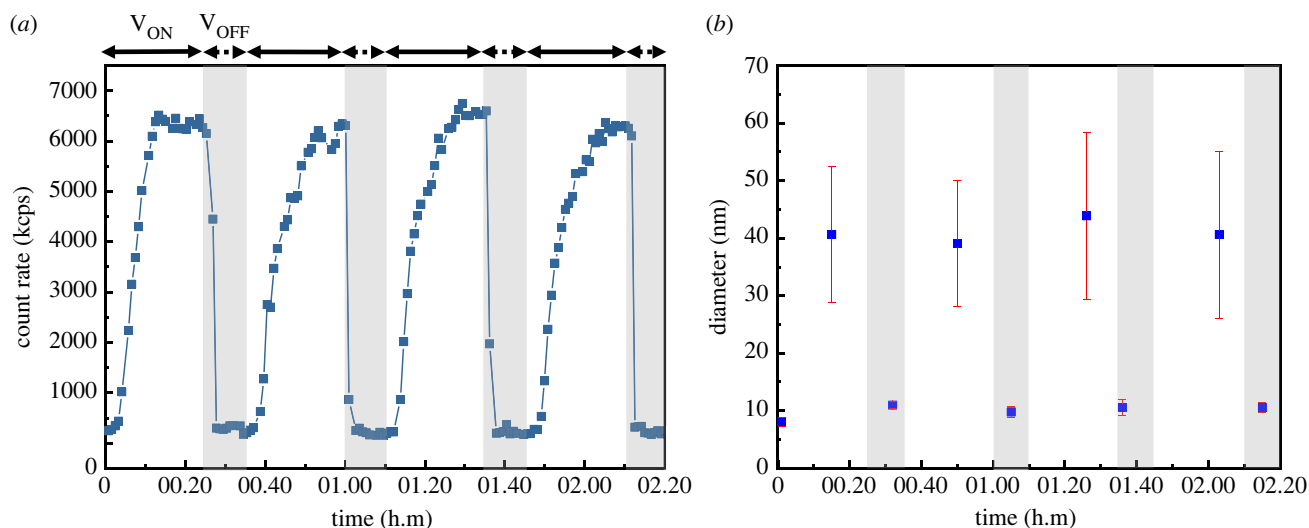 (a)
V_ON V_OFF
count rate (kcps)
7000
6000
5000
4000
3000
2000
1000
0
0 00.20 00.40 01.00 01.20 01.40 02.00 02.20
time (h.m)
(b)
diameter (nm)
70
60
50
40
30
20
10
0
0 00.20 00.40 01.00 01.20 01.40 02.00 02.20
time (h.m)